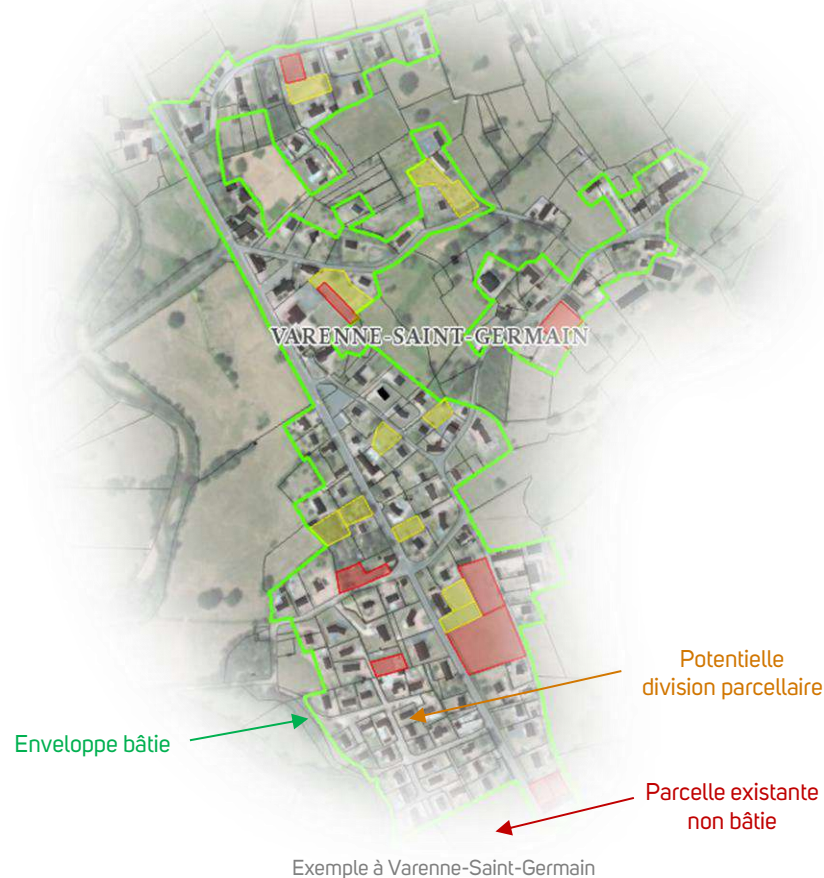 VARENNE-SAINT-GERMAIN
Potentielle
division parcellaire
Enveloppe bâtie
Parcelle existante
non bâtie
Exemple à Varenne-Saint-Germain